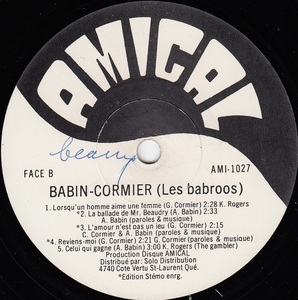 AMICAL
beau
FACE B
AMI-1027
BABIN-CORMIER (Les babroos)
1. Lorsqu'un homme aime une femme (G. Cormier) 2:28 K. Rogers
*2. La ballade de Mr. Beaudry (A. Babin) 2:33
A. Babin (paroles & musique)
*3. L'amour n'est pas un jeu (G. Cormier) 2:15
C. Cormier & A. Babin (paroles & musique)
*4. Reviens-moi (G. Cormier) 2:21 G. Cormier (paroles & musique)
5. Celui qui gagne (A. Babin) 3:00 K. Rogers (The gambler)
Production Disque AMICAL
Distribué par: Solo Distribution
4740 Cote Vertu St-Laurent Qué.
*Edition Stémo enrg.